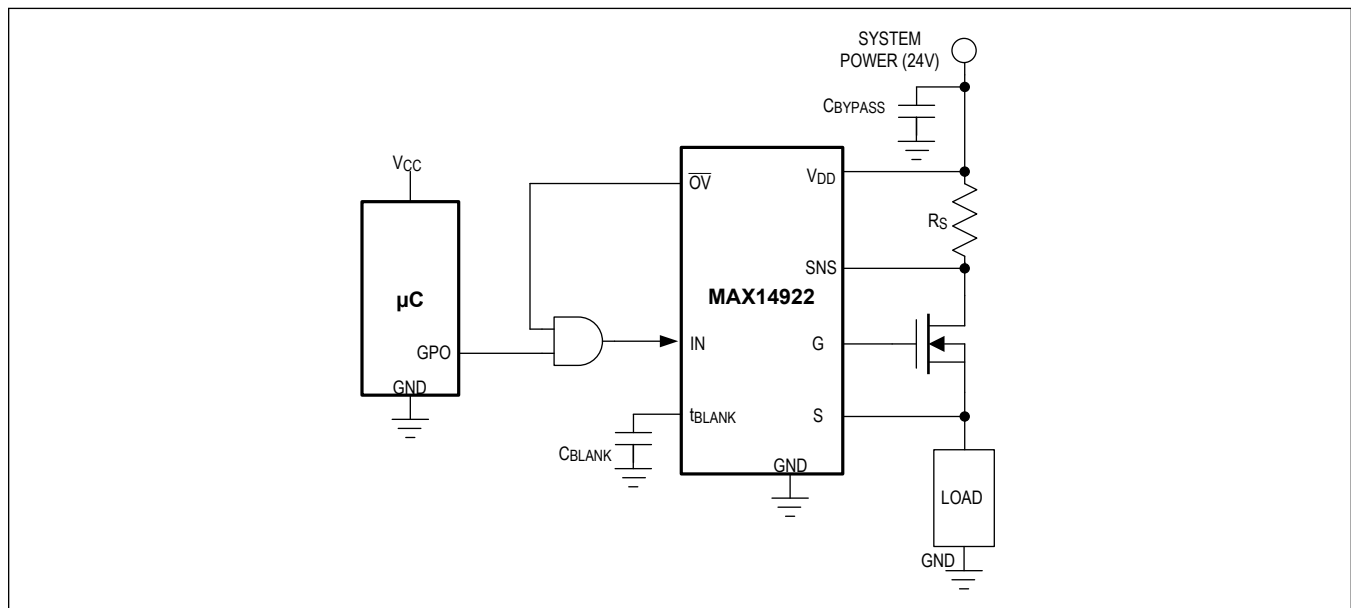 SYSTEM
POWER (24V)
CBYPASS
VCC
OV
VDD
RS
SNS
µC
MAX14922
GPO
IN
G
GND
tBLANK
S
CBLANK
GND
LOAD
GND